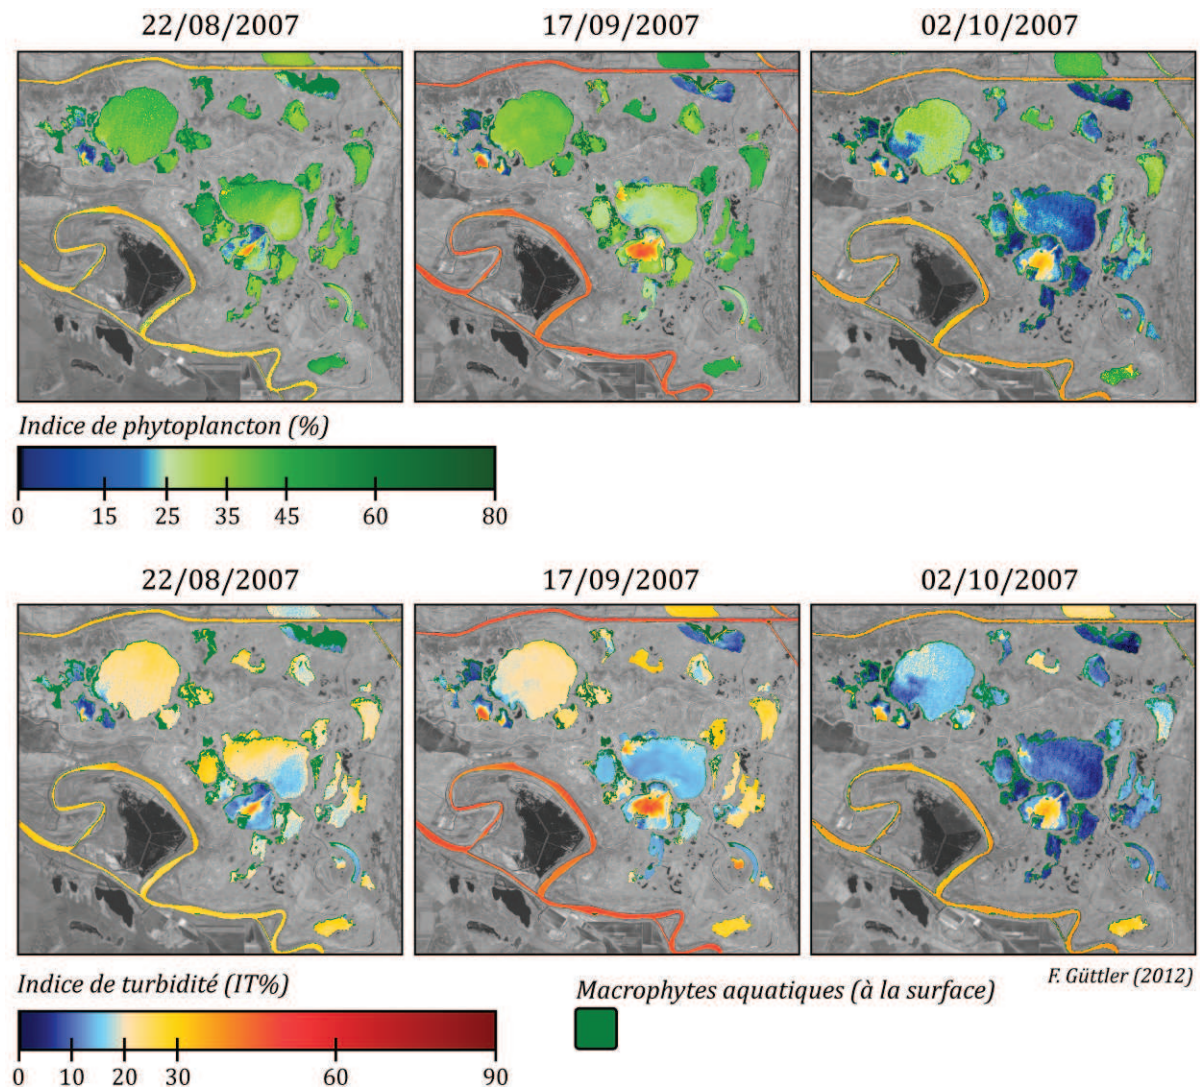 22/08/2007 17/09/2007 02/10/2007
Indice de phytoplancton (%)
0 15 25 35 45 60 80
22/08/2007 17/09/2007 02/10/2007
Indice de turbidité (IT%)
Macrophytes aquatiques (à la surface)
F. Güttler (2012)
0 10 20 30 60 90